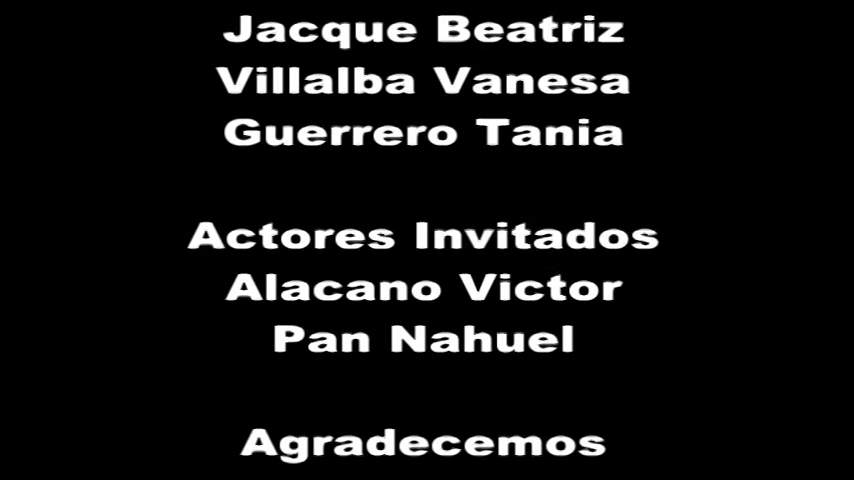 Jacque Beatriz
Villalba Vanesa
Guerrero Tania
Actores Invitados
Alacano Victor
Pan Nahuel
Agradecemos